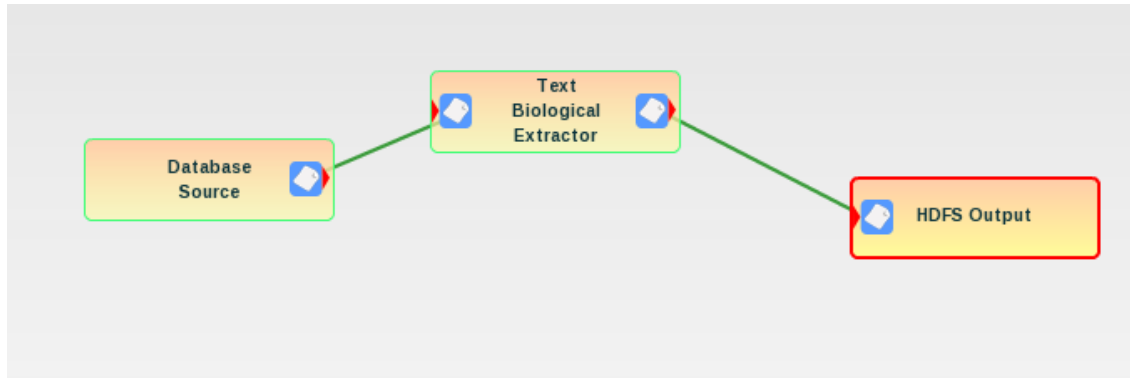 Text
Biological
Extractor
Database
Source
HDFS Output